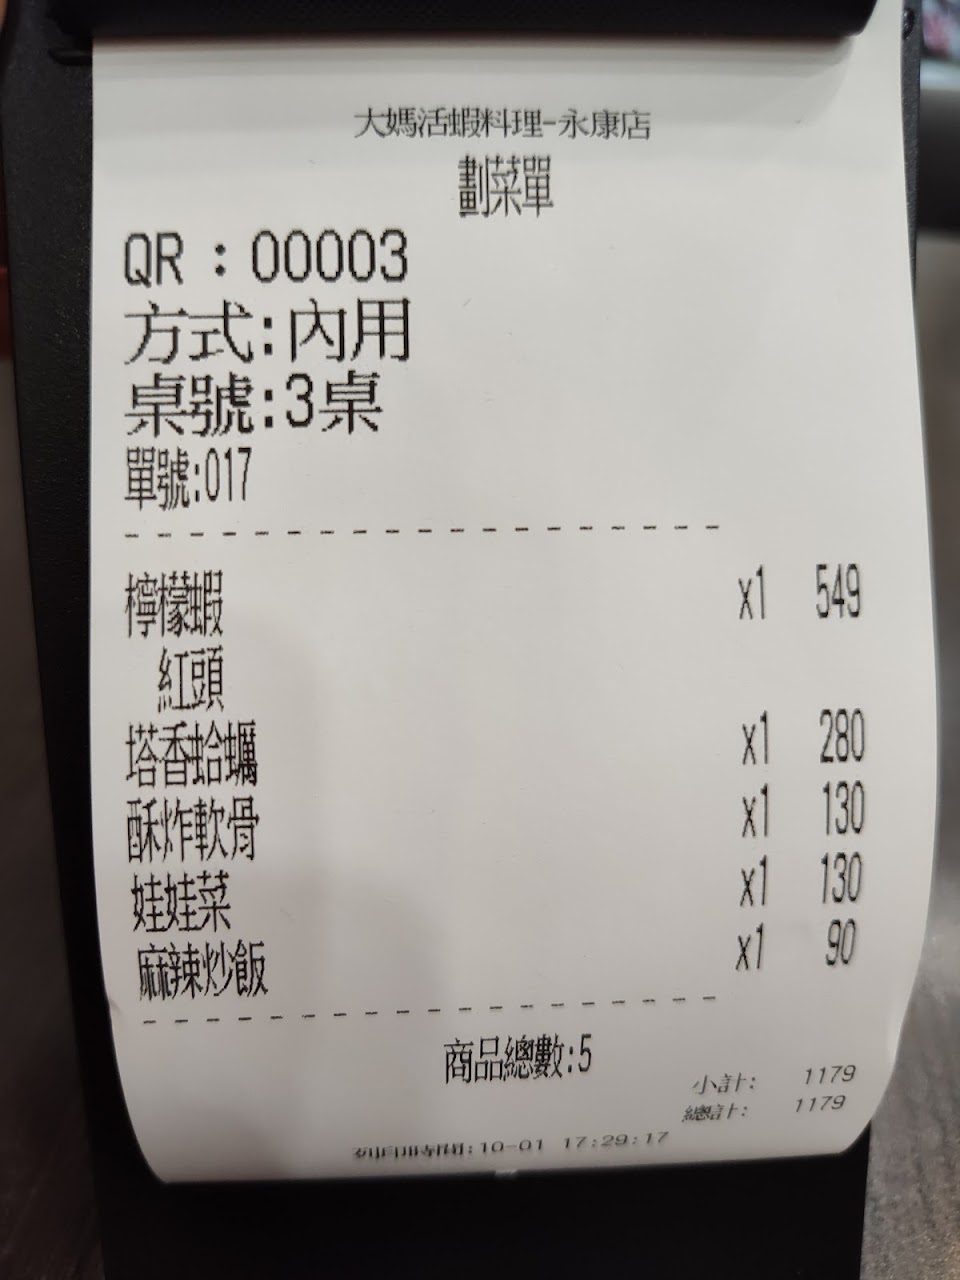 大媽活蝦料理-永康店
劃菜單
QR：00003
方式:內用
桌號:3桌
單號:017
檸檬蝦 x1 549
紅頭
塔香蛤蠣 x1 280
酥炸軟骨 x1 130
娃娃菜 x1 130
麻辣炒飯 x1 90
商品總數:5
小計: 1179
總計: 1179
列印時間:10-01 17:29:17